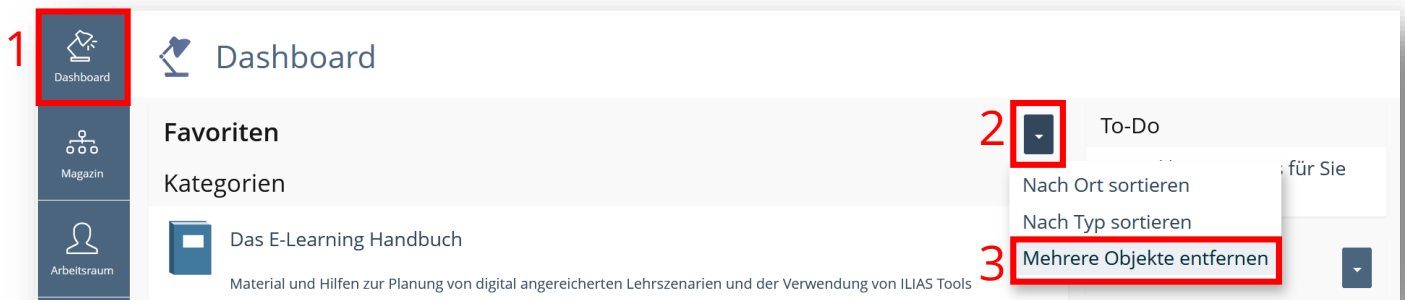 1
Dashboard
Dashboard
Magazin
Arbeitsraum
Favoriten
Kategorien
Das E-Learning Handbuch
Material und Hilfen zur Planung von digital angereicherten Lehrszenarien und der Verwendung von ILIAS Tools
2
Nach Ort sortieren
Nach Typ sortieren
3 Mehrere Objekte entfernen
To-Do
für Sie